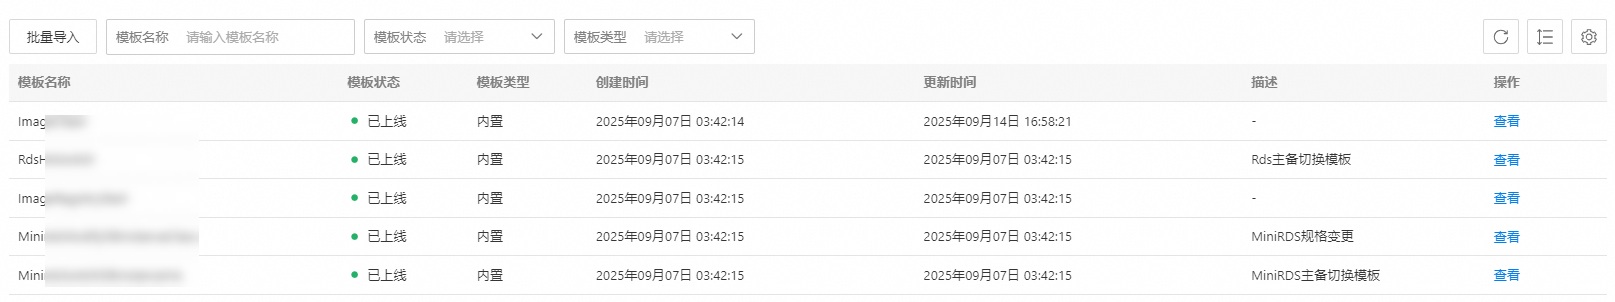 批量导入 模板名称 请输入模板名称 模板状态 请选择 模板类型 请选择
模板名称 模板状态 模板类型 创建时间 更新时间 描述 操作
Imag 已上线 内置 2025年09月07日 03:42:14 2025年09月14日 16:58:21 - 查看
Rds 已上线 内置 2025年09月07日 03:42:15 2025年09月07日 03:42:15 Rds主备切换模板 查看
Imag 已上线 内置 2025年09月07日 03:42:15 2025年09月07日 03:42:15 - 查看
Mini 已上线 内置 2025年09月07日 03:42:15 2025年09月07日 03:42:15 MiniRDS规格变更 查看
Mini 已上线 内置 2025年09月07日 03:42:15 2025年09月07日 03:42:15 MiniRDS主备切换模板 查看